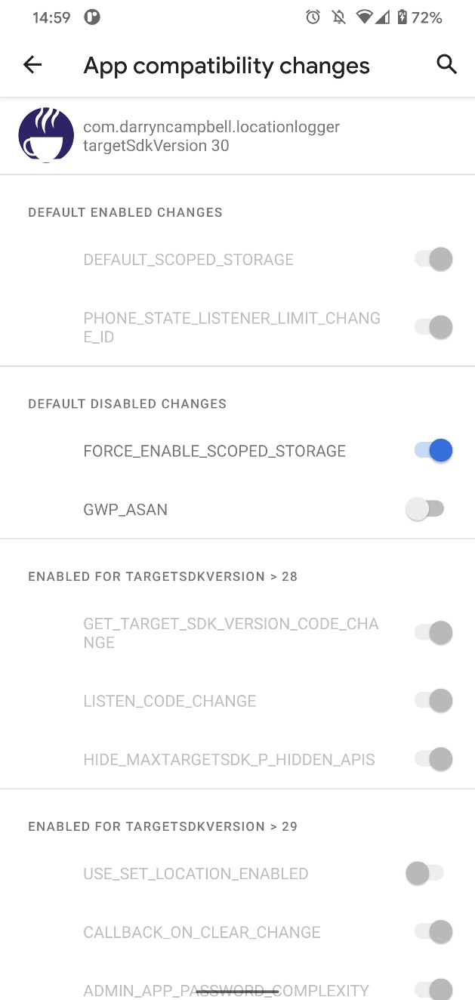 14:59
72%
App compatibility changes
com.darryncampbell.locationlogger
targetSdkVersion 30
DEFAULT ENABLED CHANGES
DEFAULT_SCOPED_STORAGE
PHONE_STATE_LISTENER_LIMIT_CHANG
E_ID
DEFAULT DISABLED CHANGES
FORCE_ENABLE_SCOPED_STORAGE
GWP_ASAN
ENABLED FOR TARGETSDKVERSION > 28
GET_TARGET_SDK_VERSION_CODE_CHA
NGE
LISTEN_CODE_CHANGE
HIDE_MAXTARGETSDK_P_HIDDEN_APIS
ENABLED FOR TARGETSDKVERSION > 29
USE_SET_LOCATION_ENABLED
CALLBACK_ON_CLEAR_CHANGE
ADMIN_APP_PASSWORD_COMPLEXITY